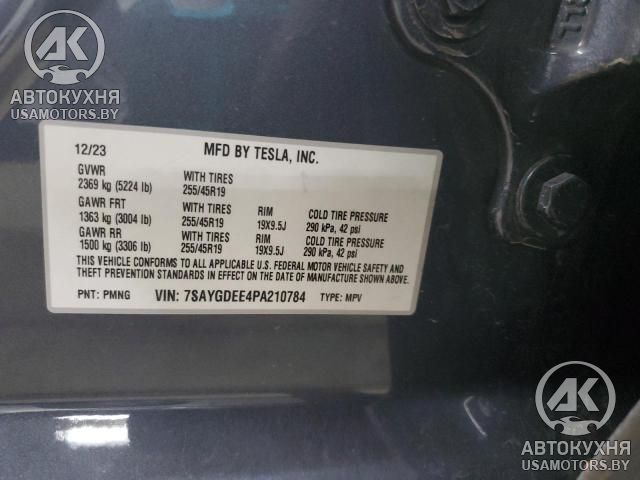 АК
АВТОКУХНЯ
USAMOTORS.BY
12/23 MFD BY TESLA, INC.
GVWR WITH TIRES
2369 kg (5224 lb) 255/45R19
GAWR FRT WITH TIRES RIM COLD TIRE PRESSURE
1363 kg (3004 lb) 255/45R19 19X9.5J 290 kPa, 42 psi
GAWR RR WITH TIRES RIM COLD TIRE PRESSURE
1500 kg (3306 lb) 255/45R19 19X9.5J 290 kPa, 42 psi
THIS VEHICLE CONFORMS TO ALL APPLICABLE U.S. FEDERAL MOTOR VEHICLE SAFETY AND
THEFT PREVENTION STANDARDS IN EFFECT ON THE DATE OF MANUFACTURE SHOWN ABOVE.
PNT: PMNG VIN: 7SAYGDEE4PA210784 TYPE: MPV
АК
АВТОКУХНЯ
USAMOTORS.BY